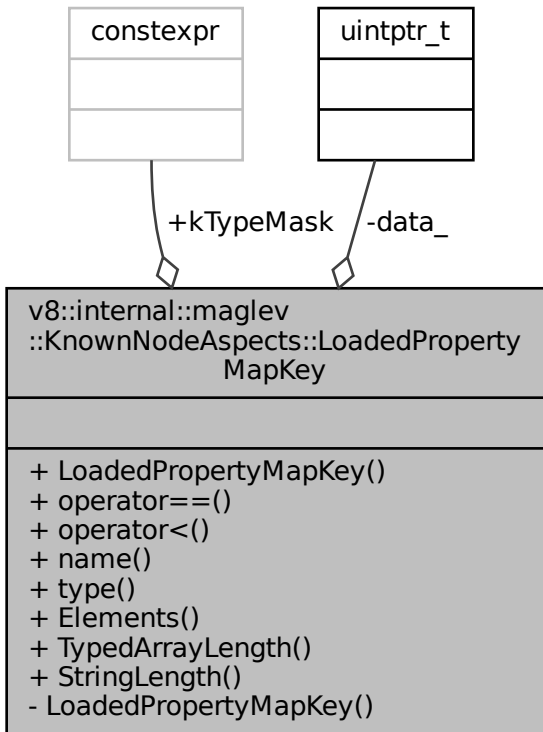 constexpr
uintptr_t
+kTypeMask
-data_
v8::internal::maglev
::KnownNodeAspects::LoadedProperty
MapKey
+ LoadedPropertyMapKey()
+ operator==()
+ operator<()
+ name()
+ type()
+ Elements()
+ TypedArrayLength()
+ StringLength()
- LoadedPropertyMapKey()